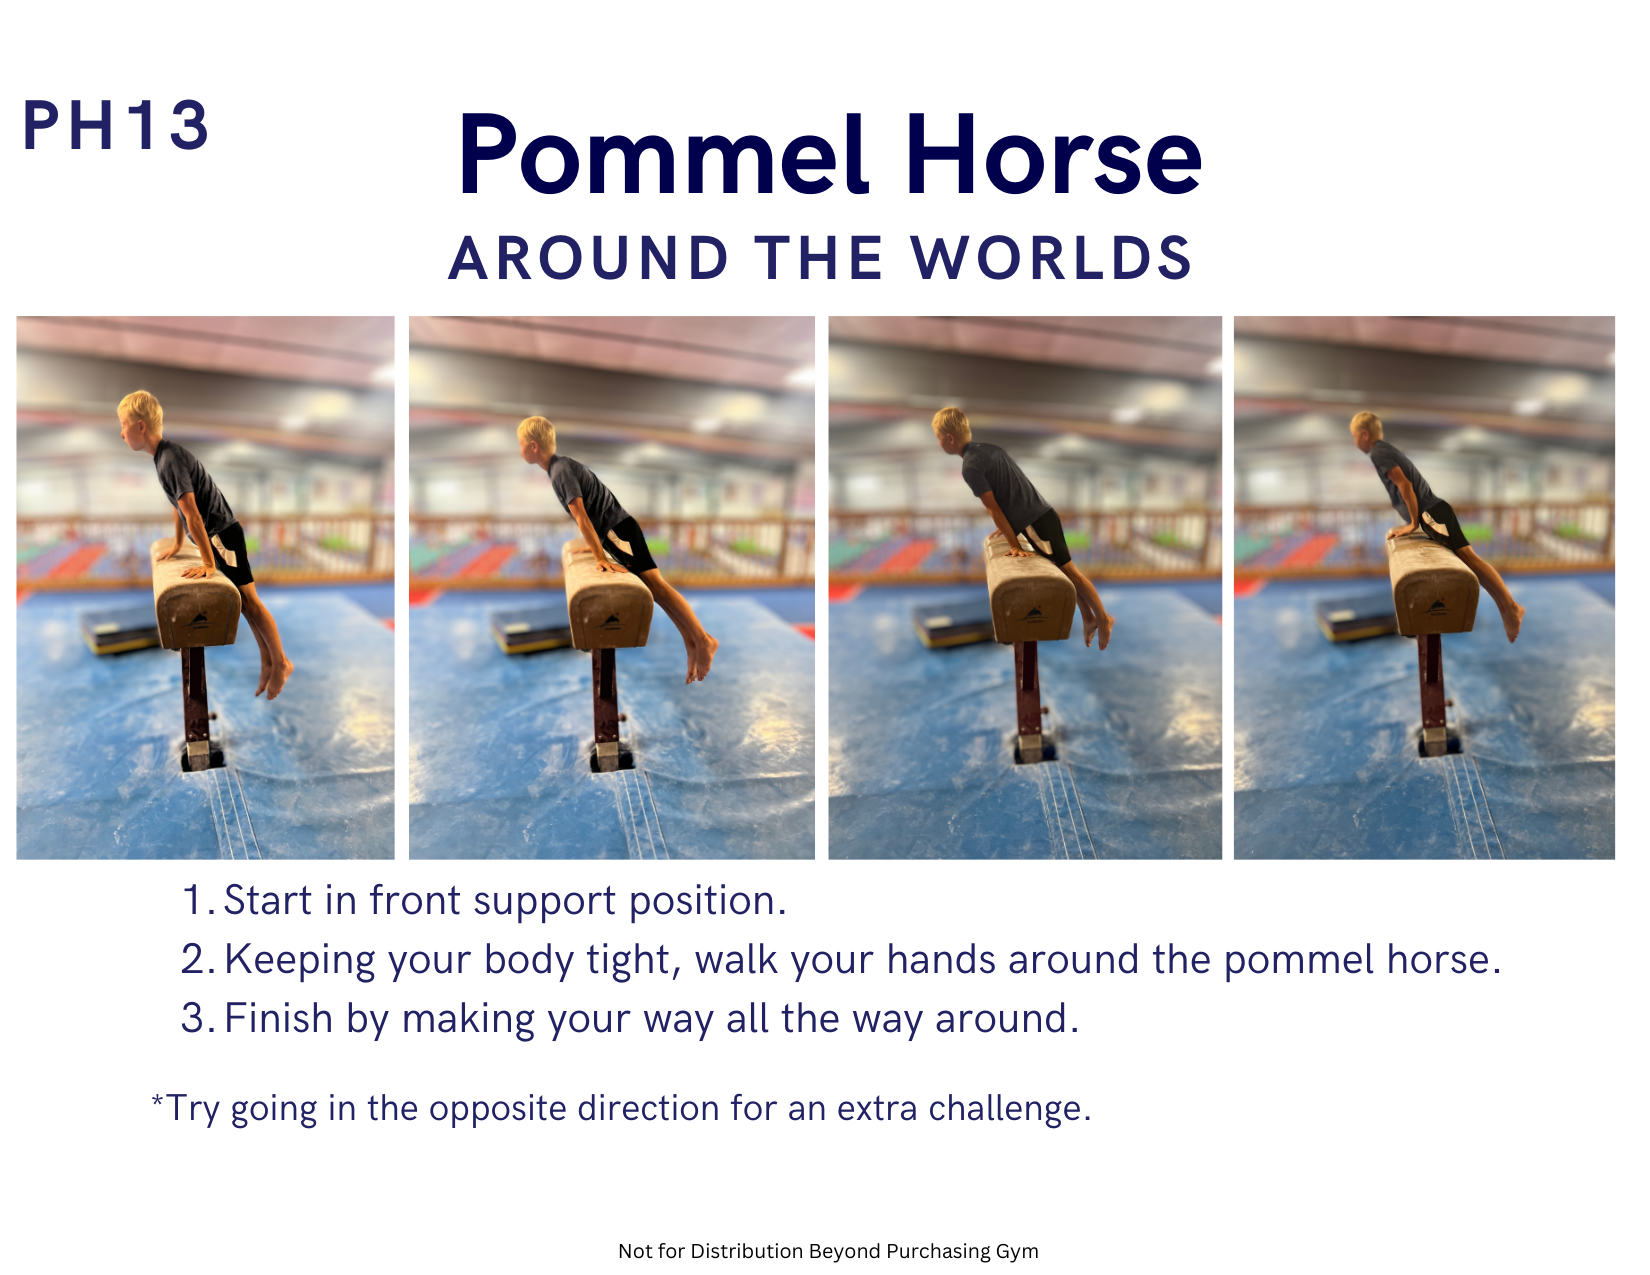 PH13
Pommel Horse
AROUND THE WORLDS
1. Start in front support position.
2. Keeping your body tight, walk your hands around the pommel horse.
3. Finish by making your way all the way around.
*Try going in the opposite direction for an extra challenge.
Not for Distribution Beyond Purchasing Gym